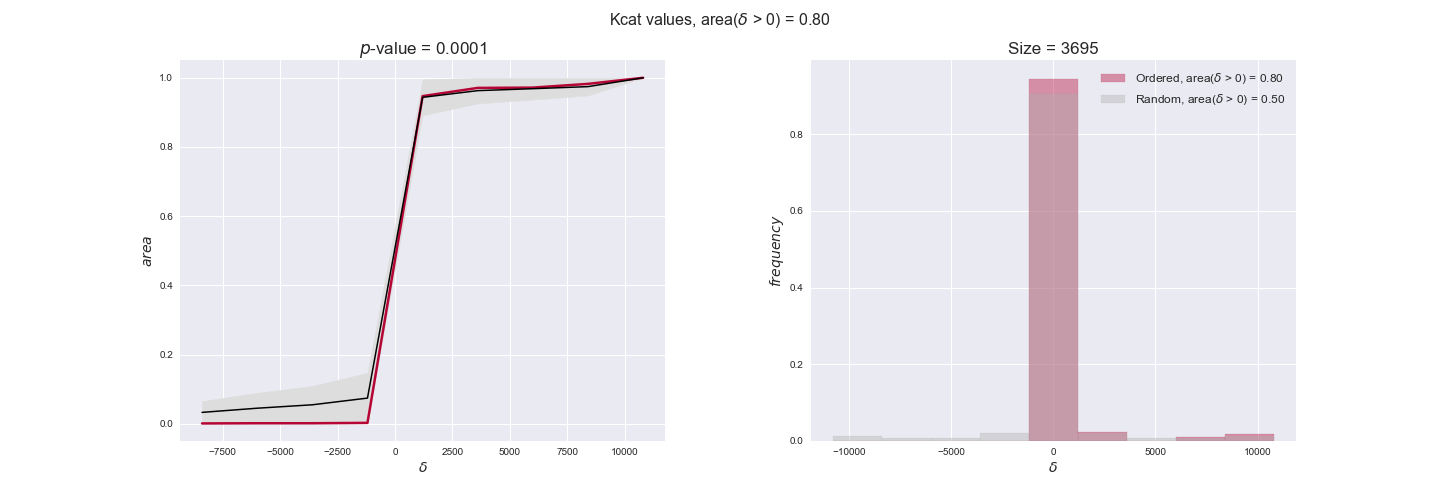 Kcat values, area(δ > 0) = 0.80
p-value = 0.0001
1.0
0.8
0.6
0.4
0.2
0.0
area
−7500 −5000 −2500 0 2500 5000 7500 10000
δ
Size = 3695
Ordered, area(δ > 0) = 0.80
Random, area(δ > 0) = 0.50
0.8
0.6
0.4
0.2
0.0
frequency
−10000 −5000 0 5000 10000
δ